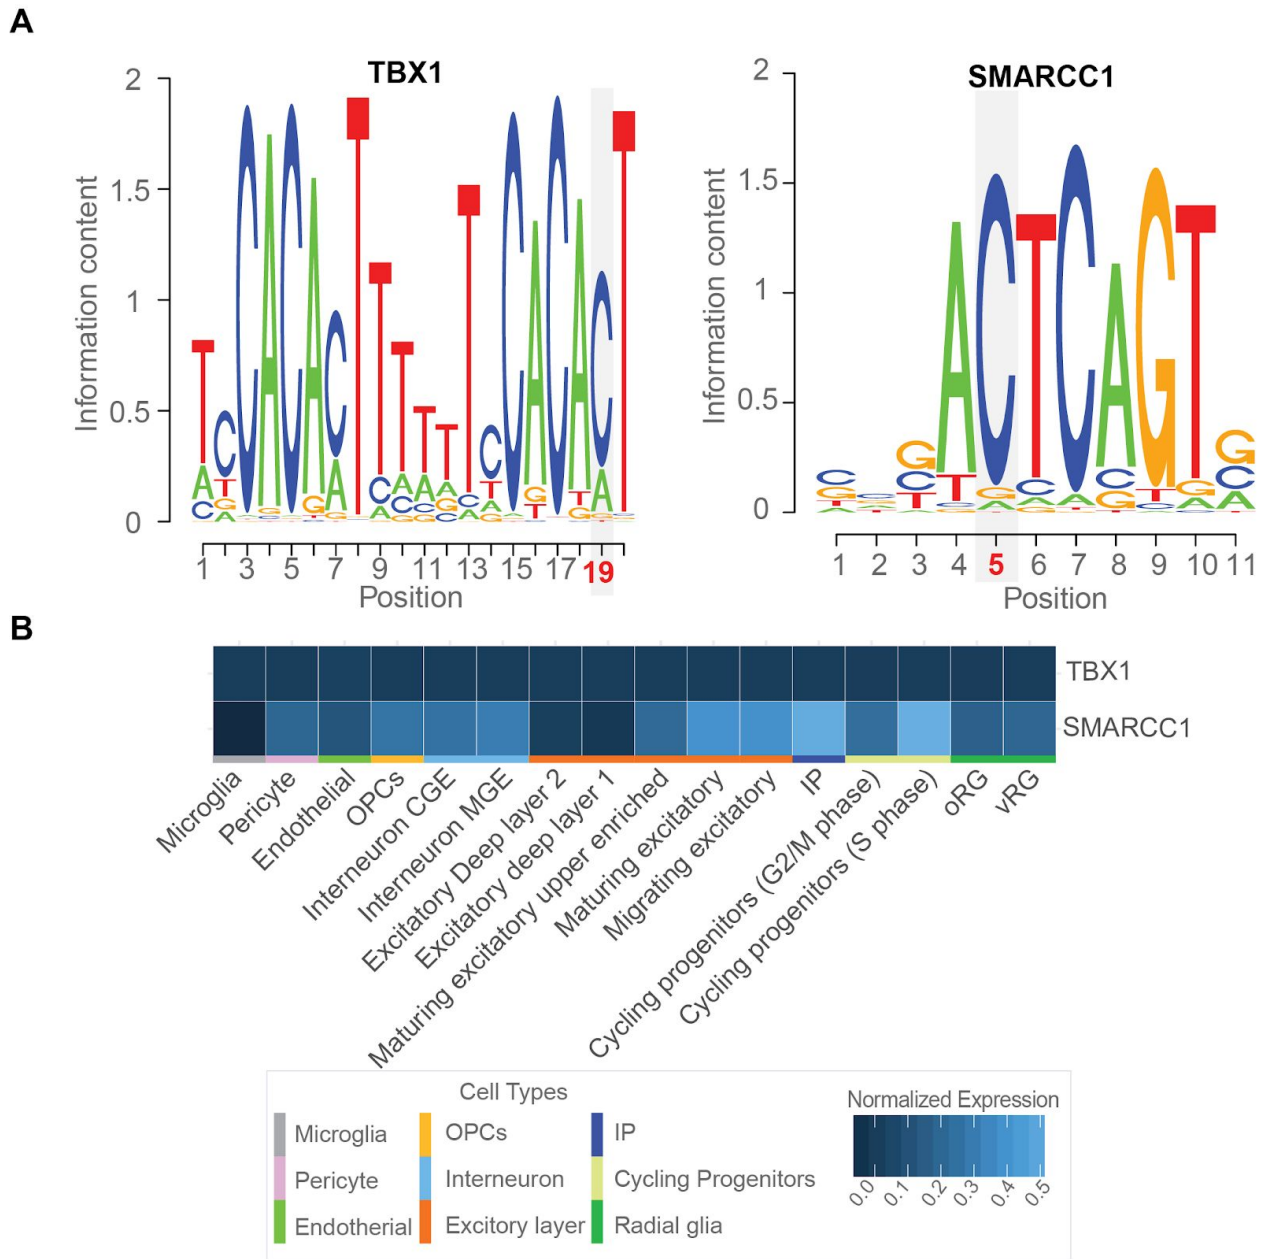 A
TBX1
SMARCC1
2
1.5
1
0.5
0
Information content
1 3 5 7 9 11 13 15 17 19
Position
2
1.5
1
0.5
0
Information content
1 2 3 4 5 6 7 8 9 10 11
Position
B
TBX1
SMARCC1
Microglia
Pericyte
Endothelial
OPCs
Interneuron CGE
Interneuron MGE
Excitatory Deep layer 2
Excitatory deep layer 1
Maturing excitatory upper enriched
Maturing excitatory
Migrating excitatory
IP
Cycling progenitors (G2/M phase)
Cycling progenitors (S phase)
oRG
vRG
Cell Types
Microglia
Pericyte
Endotherial
OPCs
Interneuron
Excitory layer
IP
Cycling Progenitors
Radial glia
Normalized Expression
0.0 0.1 0.2 0.3 0.4 0.5